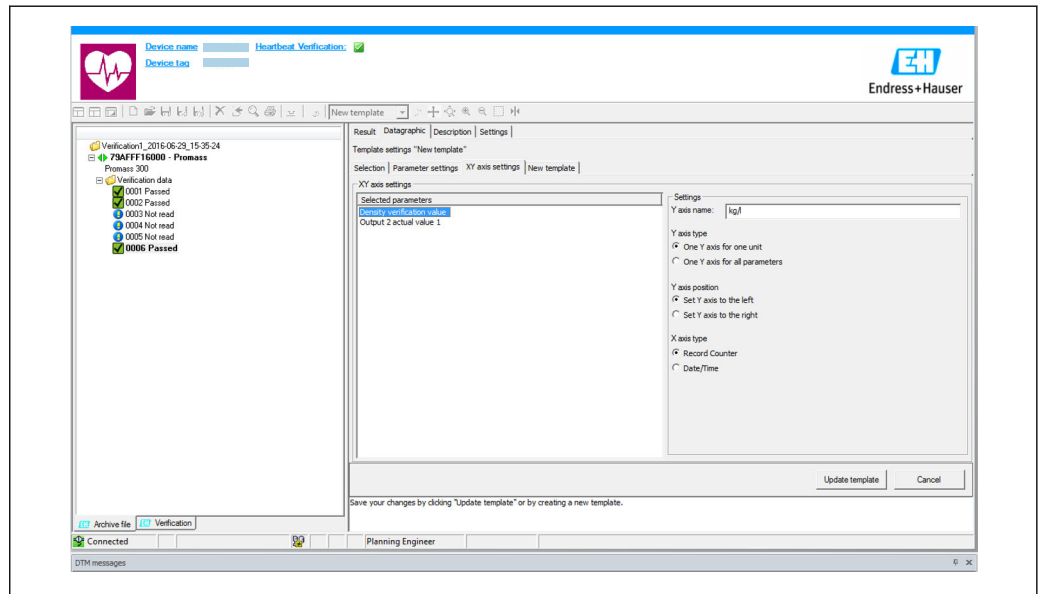 Device name
Heartbeat Verification:
Device tag
EH
Endress+Hauser
New template
Result Datagraphic Description Settings
Verification1_2016-06-29_15-35-24
79AFFF16000 - Promass
Promass 300
Verification data
0001 Passed
0002 Passed
0003 Not read
0004 Not read
0005 Not read
0006 Passed
Template settings "New template"
Selection Parameter settings XY axis settings New template
XY axis settings
Selected parameters
Density verification value
Output 2 actual value 1
Settings
Y axis name: kg/l
Y axis type
One Y axis for one unit
One Y axis for all parameters
Y axis position
Set Y axis to the left
Set Y axis to the right
X axis type
Record Counter
Date/Time
Update template Cancel
Save your changes by clicking "Update template" or by creating a new template.
Archive file Verification
Connected Planning Engineer
DTM messages